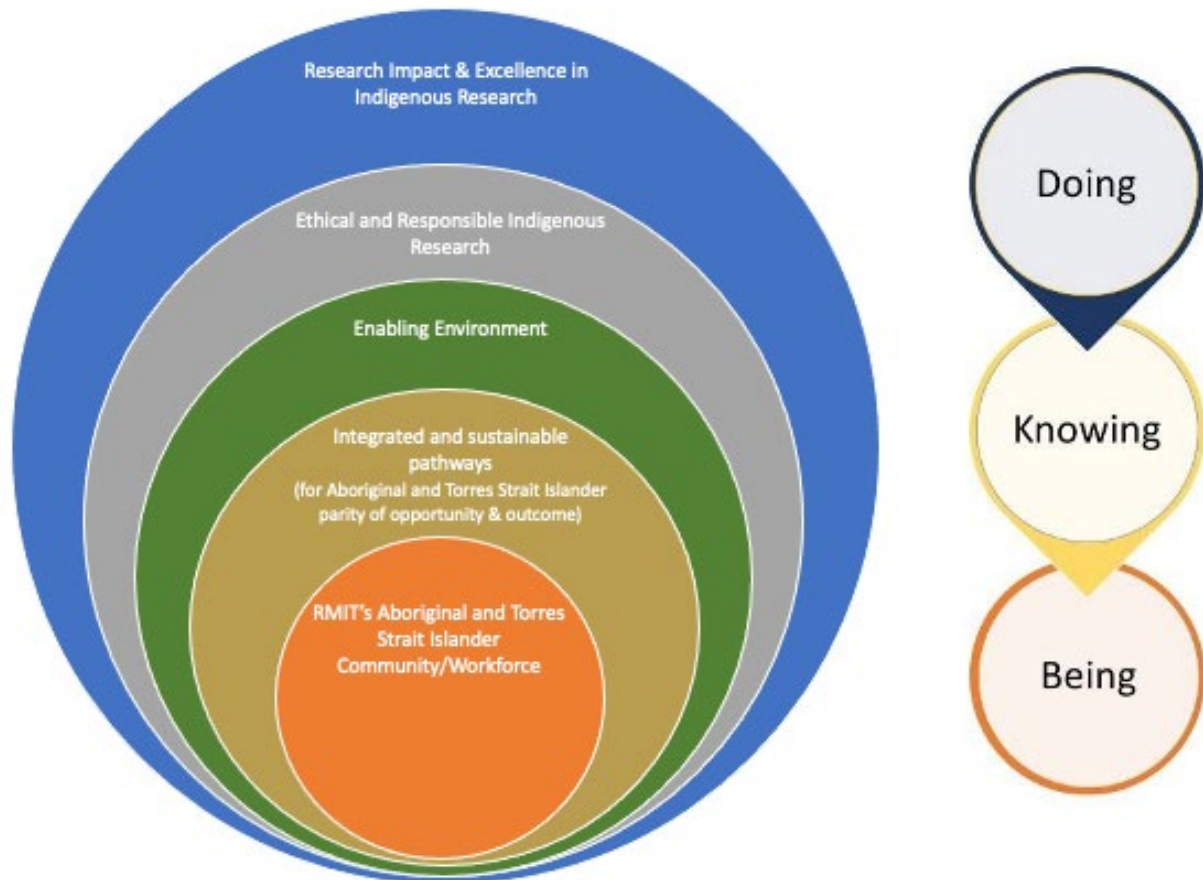 Research Impact & Excellence in
Indigenous Research
Ethical and Responsible Indigenous
Research
Enabling Environment
Integrated and sustainable
pathways
(for Aboriginal and Torres Strait Islander
parity of opportunity & outcome)
RMIT's Aboriginal and Torres
Strait Islander
Community/Workforce
Doing
Knowing
Being